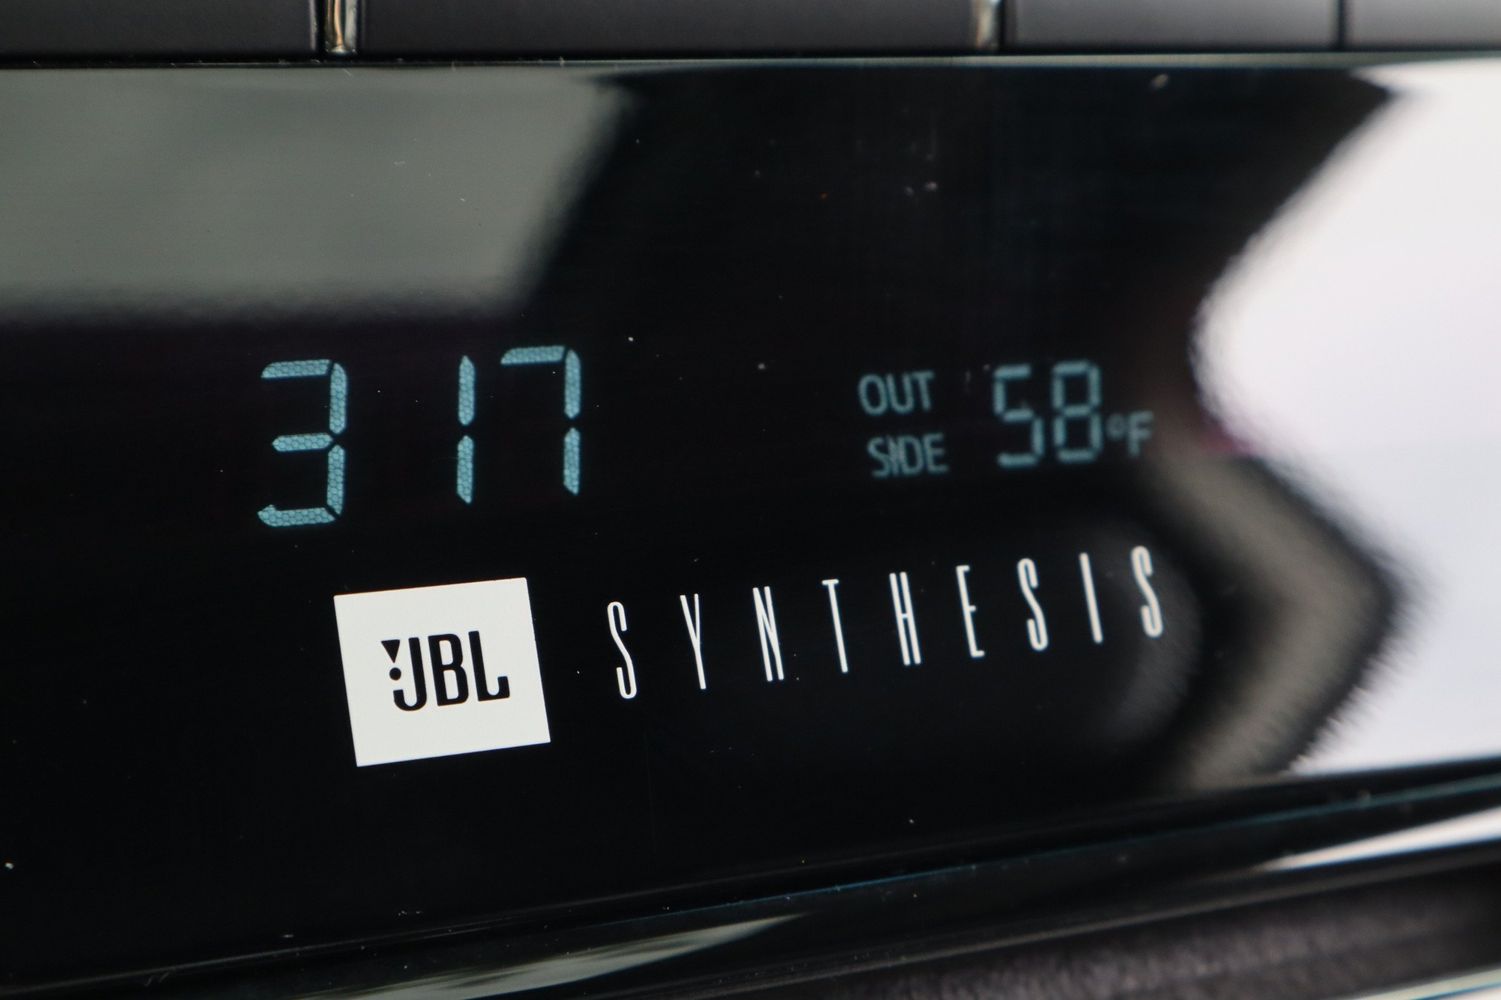 3 17
OUT
SIDE
58°F
JBL SYNTHESIS